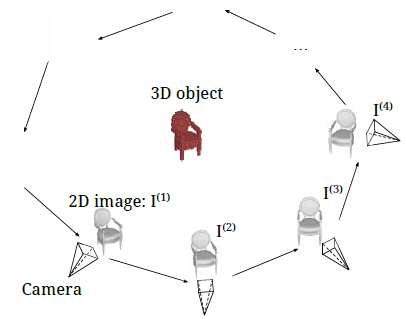 ...
3D object
I(4)
2D image: I(1)
I(3)
I(2)
Camera